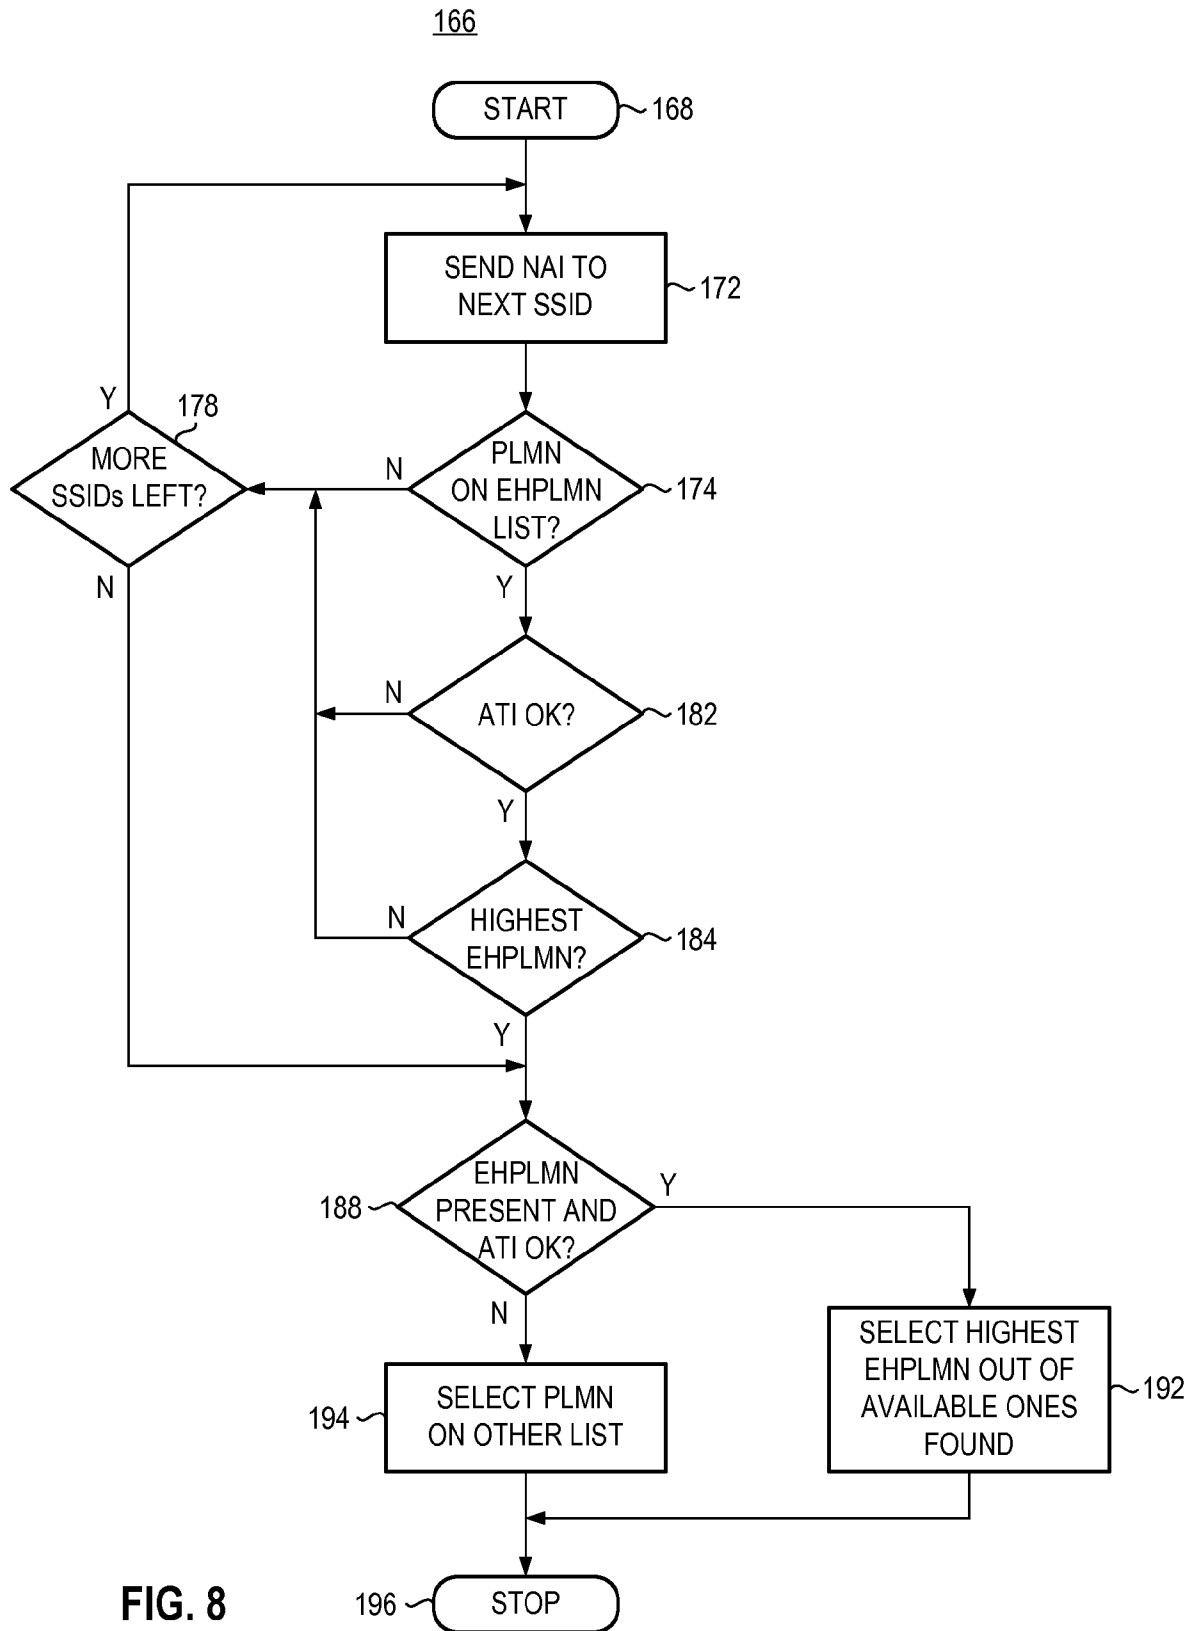 166
START
168
SEND NAI TO
NEXT SSID
172
Y
178
MORE
SSIDs LEFT?
N
PLMN
ON EHPLMN
LIST?
174
N
Y
N
ATI OK?
182
Y
N
HIGHEST
EHPLMN?
184
Y
188
EHPLMN
PRESENT AND
ATI OK?
Y
N
194
SELECT PLMN
ON OTHER LIST
SELECT HIGHEST
EHPLMN OUT OF
AVAILABLE ONES
FOUND
192
196
STOP
FIG. 8